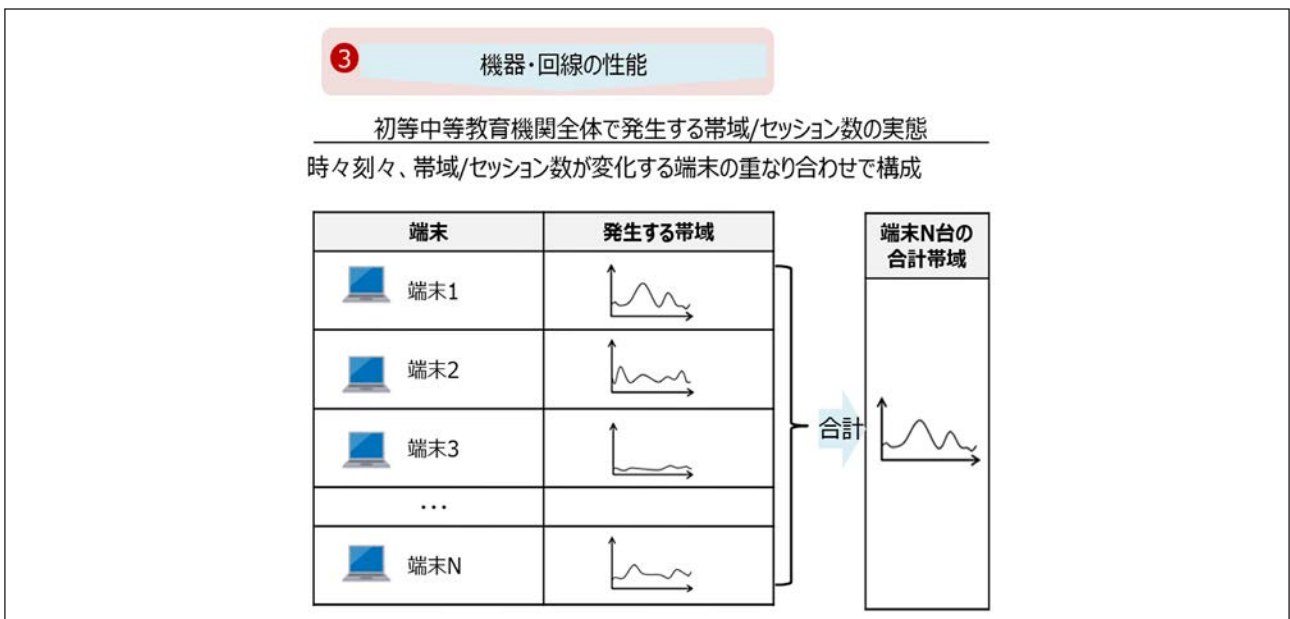 3
機器・回線の性能
初等中等教育機関全体で発生する帯域/セッション数の実態
時々刻々、帯域/セッション数が変化する端末の重なり合わせで構成
端末
発生する帯域
端末N台の
合計帯域
端末1
端末2
端末3
・・・
端末N
合計